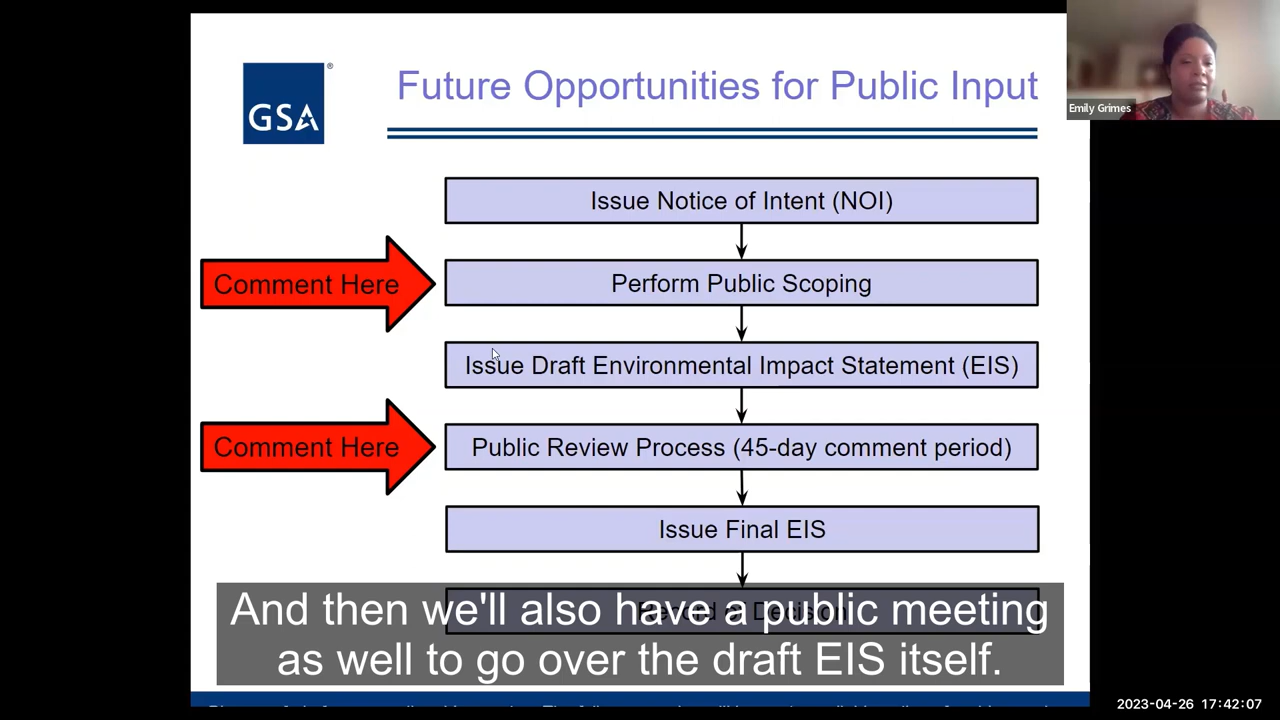 GSA
®
Future Opportunities for Public Input
Emily Grimes
Issue Notice of Intent (NOI)
Comment Here
Perform Public Scoping
Issue Draft Environmental Impact Statement (EIS)
Comment Here
Public Review Process (45-day comment period)
Issue Final EIS
Record of Decision
And then we'll also have a public meeting
as well to go over the draft EIS itself.
2023-04-26 17:42:07